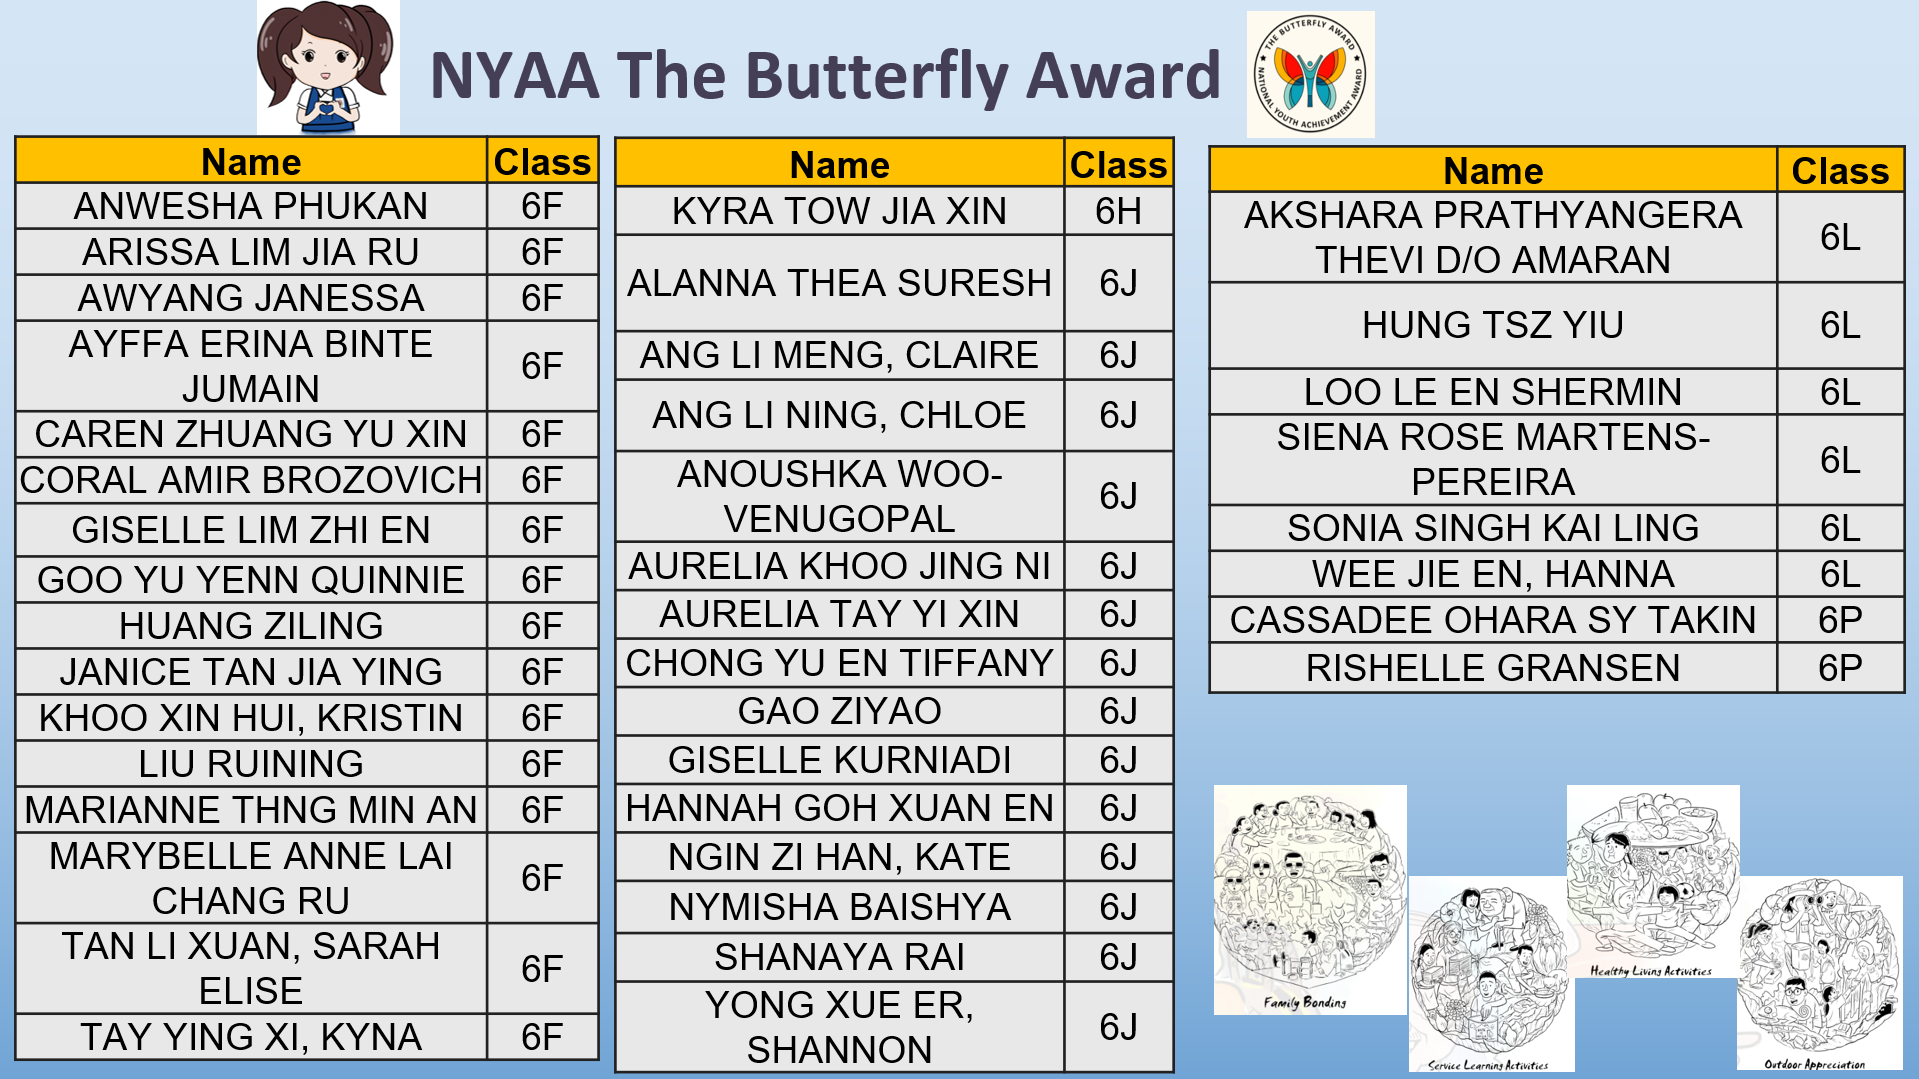 NYAA The Butterfly Award
THE BUTTERFLY AWARD
NATIONAL YOUTH ACHIEVEMENT AWARD
Name Class
ANWESHA PHUKAN 6F
ARISSA LIM JIA RU 6F
AWYANG JANESSA 6F
AYFFA ERINA BINTE
JUMAIN 6F
CAREN ZHUANG YU XIN 6F
CORAL AMIR BROZOVICH 6F
GISELLE LIM ZHI EN 6F
GOO YU YENN QUINNIE 6F
HUANG ZILING 6F
JANICE TAN JIA YING 6F
KHOO XIN HUI, KRISTIN 6F
LIU RUINING 6F
MARIANNE THNG MIN AN 6F
MARYBELLE ANNE LAI
CHANG RU 6F
TAN LI XUAN, SARAH
ELISE 6F
TAY YING XI, KYNA 6F
Name Class
KYRA TOW JIA XIN 6H
ALANNA THEA SURESH 6J
ANG LI MENG, CLAIRE 6J
ANG LI NING, CHLOE 6J
ANOUSHKA WOO-
VENUGOPAL 6J
AURELIA KHOO JING NI 6J
AURELIA TAY YI XIN 6J
CHONG YU EN TIFFANY 6J
GAO ZIYAO 6J
GISELLE KURNIADI 6J
HANNAH GOH XUAN EN 6J
NGIN ZI HAN, KATE 6J
NYMISHA BAISHYA 6J
SHANAYA RAI 6J
YONG XUE ER,
SHANNON 6J
Name Class
AKSHARA PRATHYANGERA
THEVI D/O AMARAN 6L
HUNG TSZ YIU 6L
LOO LE EN SHERMIN 6L
SIENA ROSE MARTENS-
PEREIRA 6L
SONIA SINGH KAI LING 6L
WEE JIE EN, HANNA 6L
CASSADEE OHARA SY TAKIN 6P
RISHELLE GRANSEN 6P
Family Bonding
Service Learning Activities
Healthy Living Activities
Outdoor Appreciation